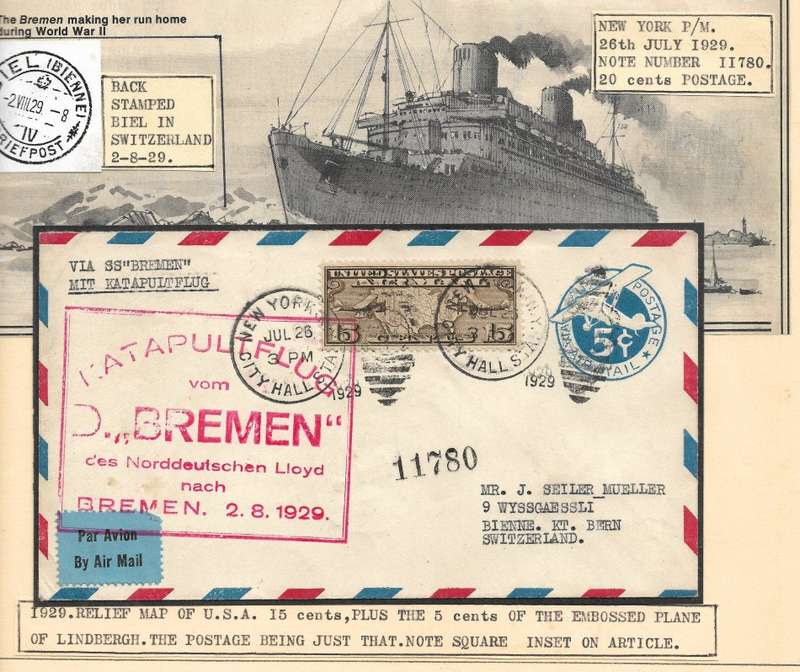 The Bremen making her run home
during World War II
BIEL (BIENNE)
-2.VIII.29 - 8
IV
BRIEFPOST
BACK
STAMPED
BIEL IN
SWITZERLAND
2-8-29.
NEW YORK P/M.
26th JULY 1929.
NOTE NUMBER II780.
20 cents POSTAGE.
VIA SS"BREMEN"
MIT KATAPULTFLUG
UNITED STATES POSTAGE
15 15
NEW YORK, N.Y.
JUL 26
3 PM
CITY HALL STA.
1929
CITY HALL STA.
1929
U.S. POSTAGE
5¢
AIR MAIL
KATAPULTFLUG
vom
D. „BREMEN“
des Norddeutschen Lloyd
nach
BREMEN. 2.8.1929.
11780
MR. J. SEILER MUELLER
9 WYSSGAESSLI
BIENNE. KT. BERN
SWITZERLAND.
Par Avion
By Air Mail
1929.RELIEF MAP OF U.S.A. I5 cents,PLUS THE 5 cents OF THE EMBOSSED PLANE
OF LINDBERGH.THE POSTAGE BEING JUST THAT.NOTE SQUARE INSET ON ARTICLE.